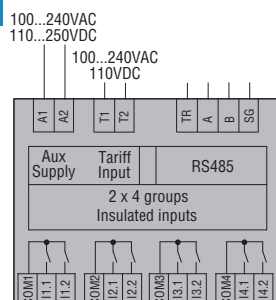 100...240VAC
110...250VDC
100...240VAC
110VDC
A1 A2 T1 T2 TR A B SG
Aux Supply
Tariff Input
RS485
2 x 4 groups
Insulated inputs
COM1 I1.1 I1.2 COM2 I2.1 I2.2 COM3 I3.1 I3.2 COM4 I4.1 I4.2